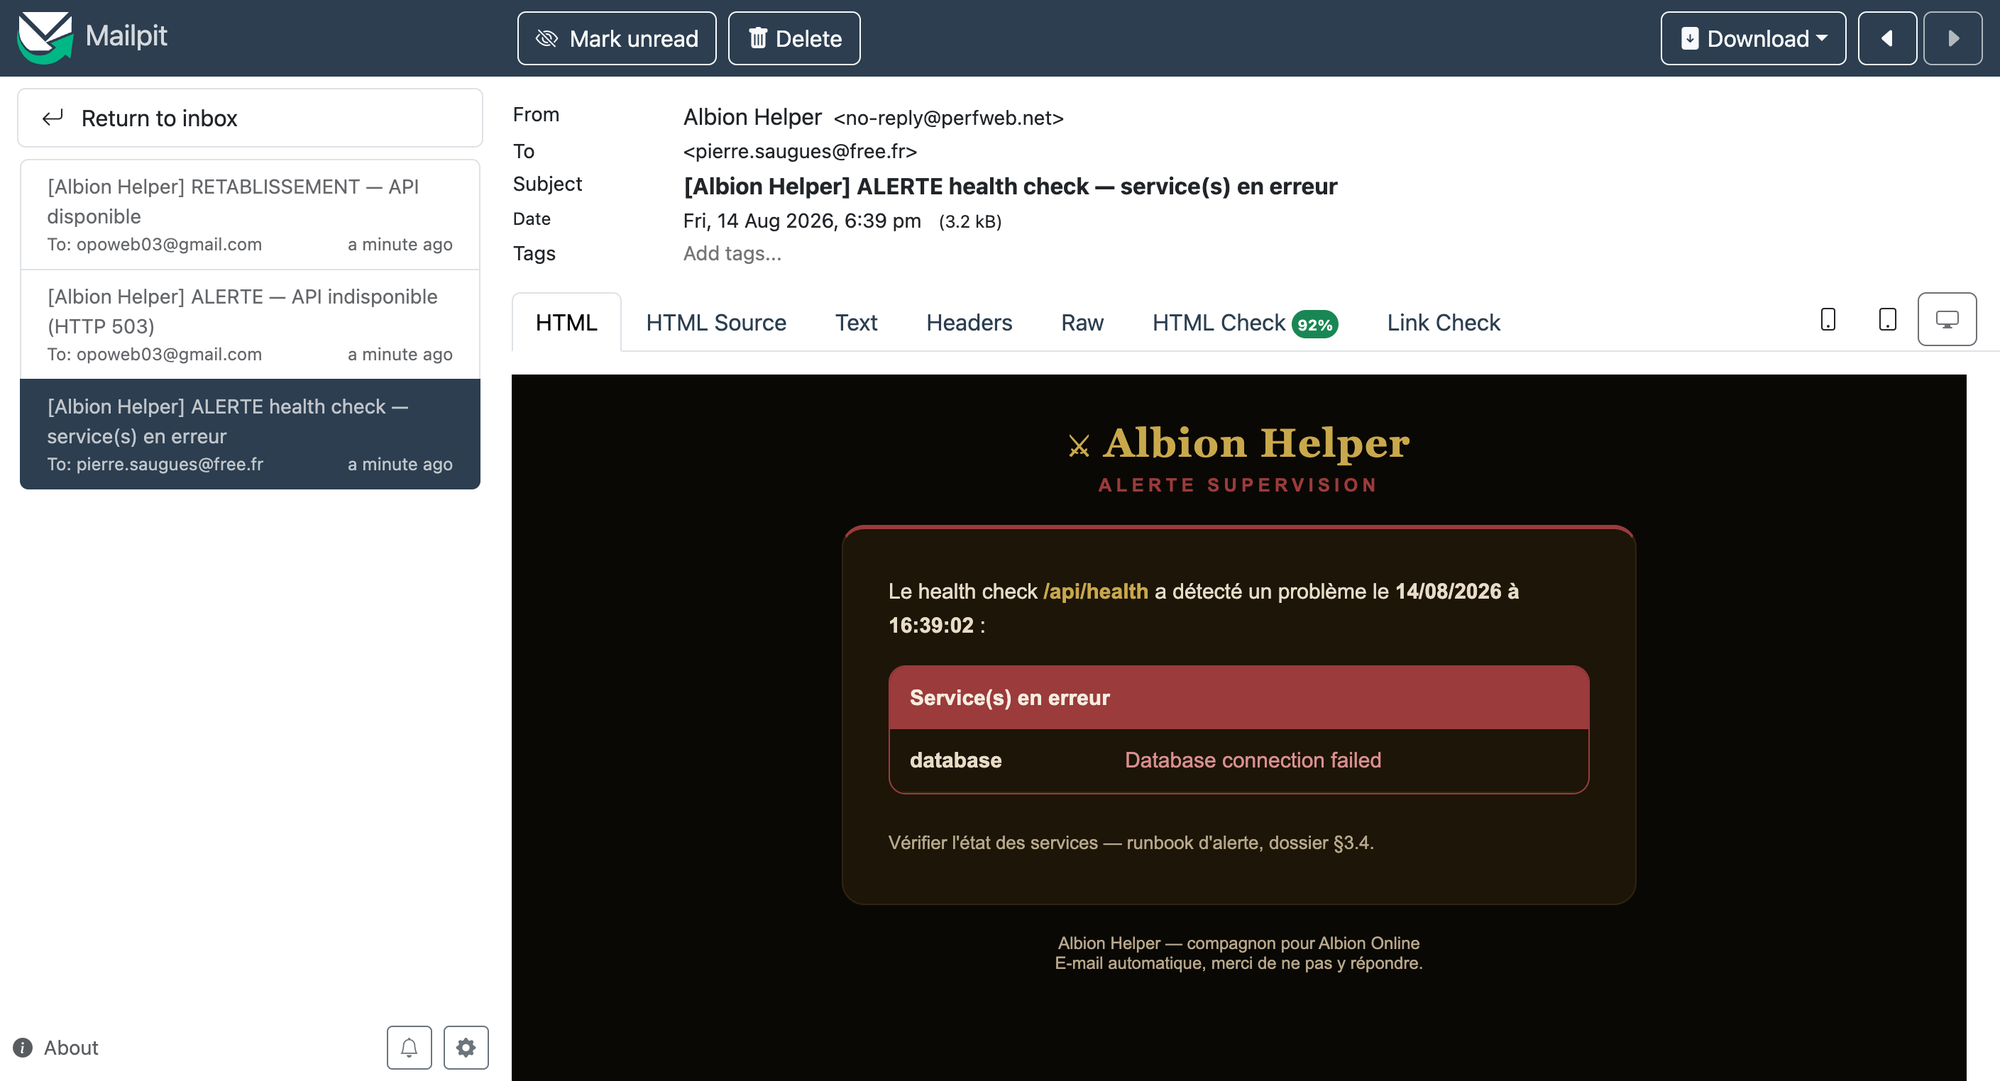 Mailpit
Mark unread
Delete
Download
Return to inbox
[Albion Helper] RETABLISSEMENT — API
disponible
To: opoweb03@gmail.com a minute ago
[Albion Helper] ALERTE — API indisponible
(HTTP 503)
To: opoweb03@gmail.com a minute ago
[Albion Helper] ALERTE health check —
service(s) en erreur
To: pierre.saugues@free.fr a minute ago
About
From Albion Helper <no-reply@perfweb.net>
To <pierre.saugues@free.fr>
Subject [Albion Helper] ALERTE health check — service(s) en erreur
Date Fri, 14 Aug 2026, 6:39 pm (3.2 kB)
Tags Add tags...
HTML HTML Source Text Headers Raw HTML Check 92% Link Check
⚔ Albion Helper
ALERTE SUPERVISION
Le health check /api/health a détecté un problème le 14/08/2026 à
16:39:02 :
Service(s) en erreur
database Database connection failed
Vérifier l'état des services — runbook d'alerte, dossier §3.4.
Albion Helper — compagnon pour Albion Online
E-mail automatique, merci de ne pas y répondre.